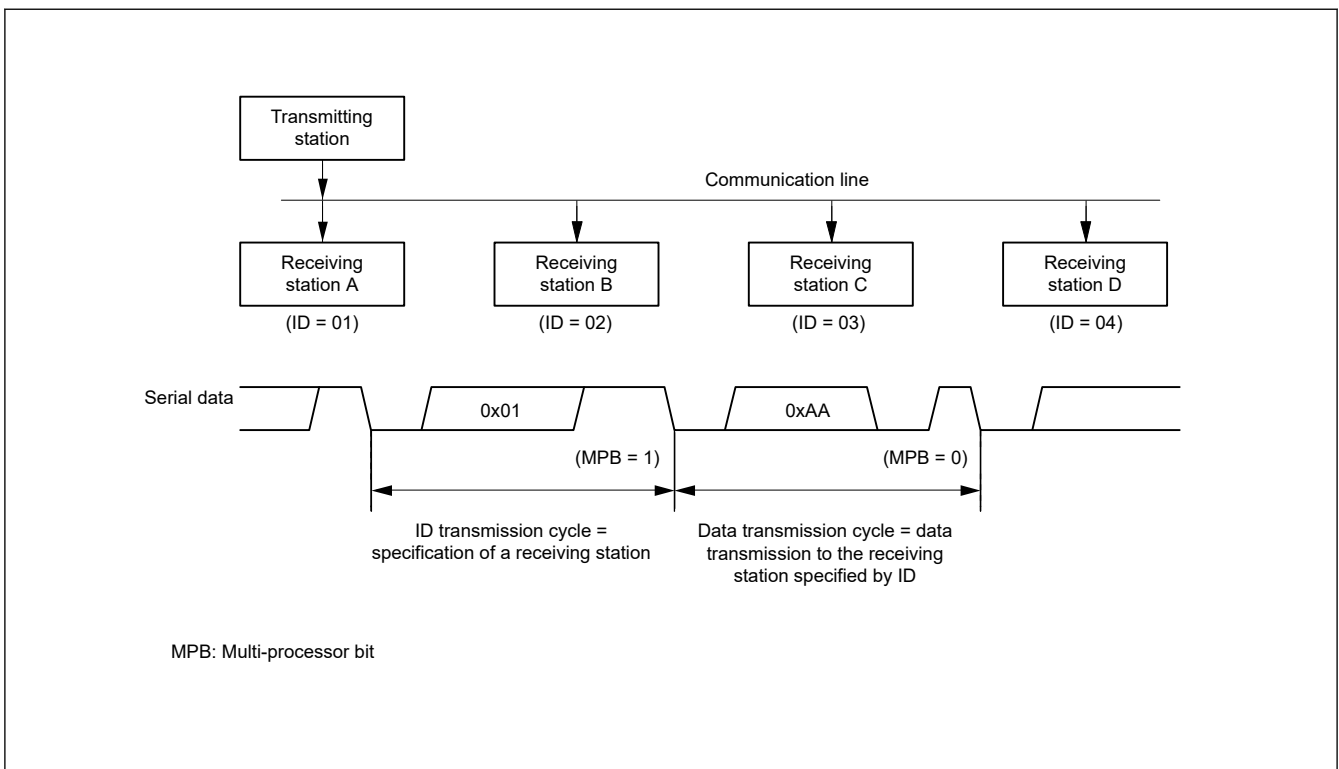 Transmitting
station
Communication line
Receiving
station A
Receiving
station B
Receiving
station C
Receiving
station D
(ID = 01)
(ID = 02)
(ID = 03)
(ID = 04)
Serial data
0x01
0xAA
(MPB = 1)
(MPB = 0)
ID transmission cycle =
specification of a receiving station
Data transmission cycle = data
transmission to the receiving
station specified by ID
MPB: Multi-processor bit